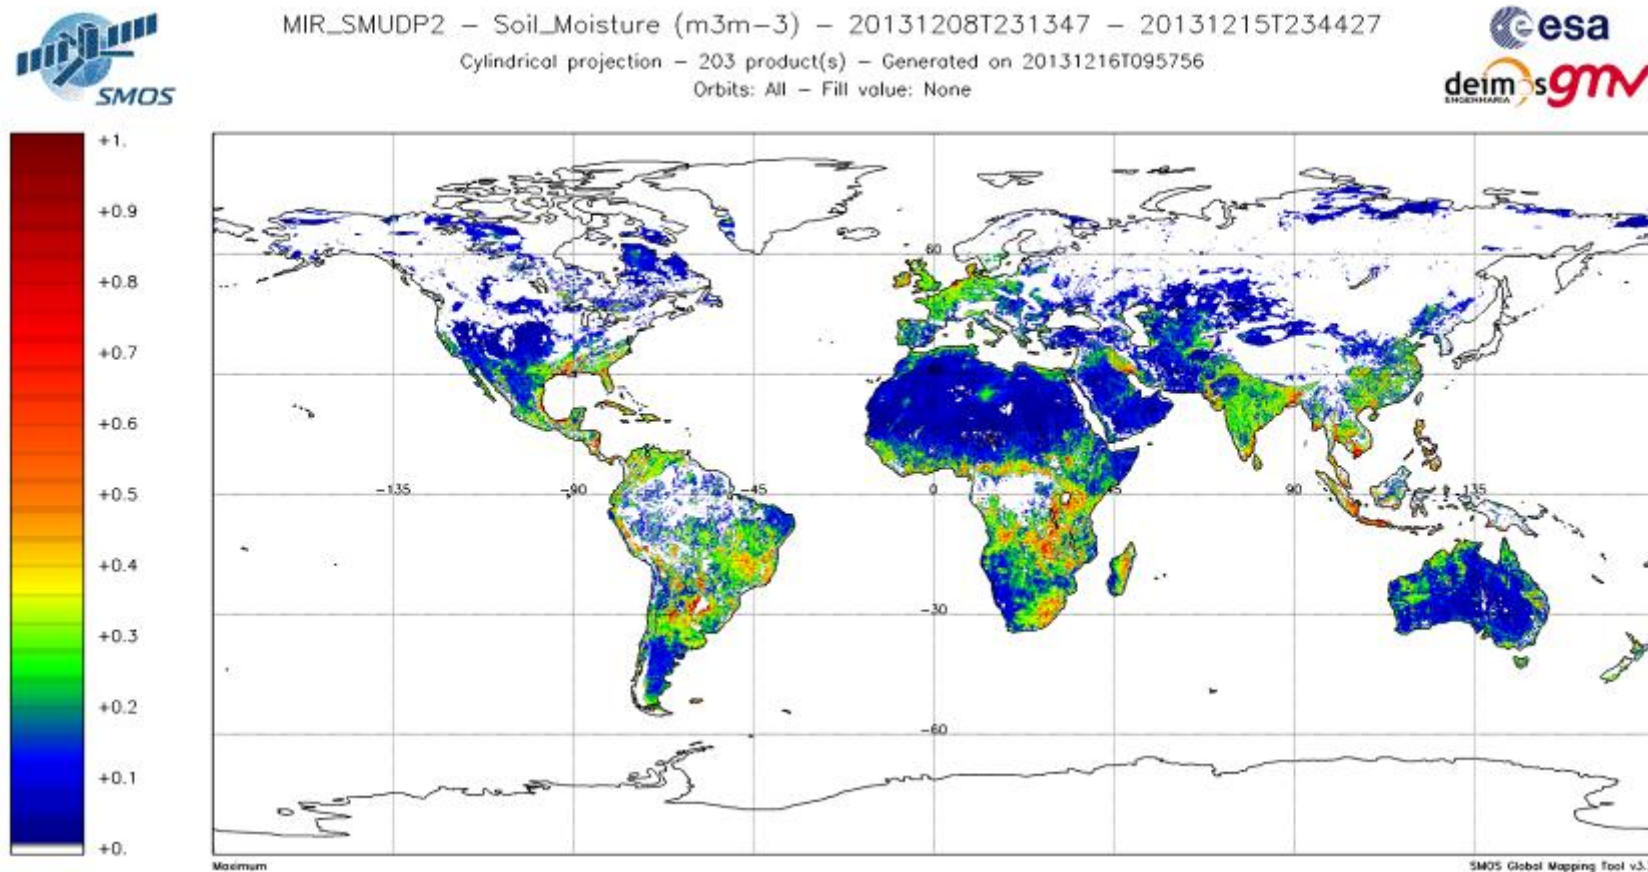 MIR_SMUDP2 - Soil_Moisture (m3m-3) - 20131208T231347 - 20131215T234427
Cylindrical projection - 203 product(s) - Generated on 20131216T095756
Orbits: All - Fill value: None
SMOS
esa
deimos
ENGENHARIA
gmv
+1.
+0.9
+0.8
+0.7
+0.6
+0.5
+0.4
+0.3
+0.2
+0.1
+0.
60
-135
-90
-45
0
45
90
135
-30
-60
Maximum
SMOS Global Mapping Tool v3.